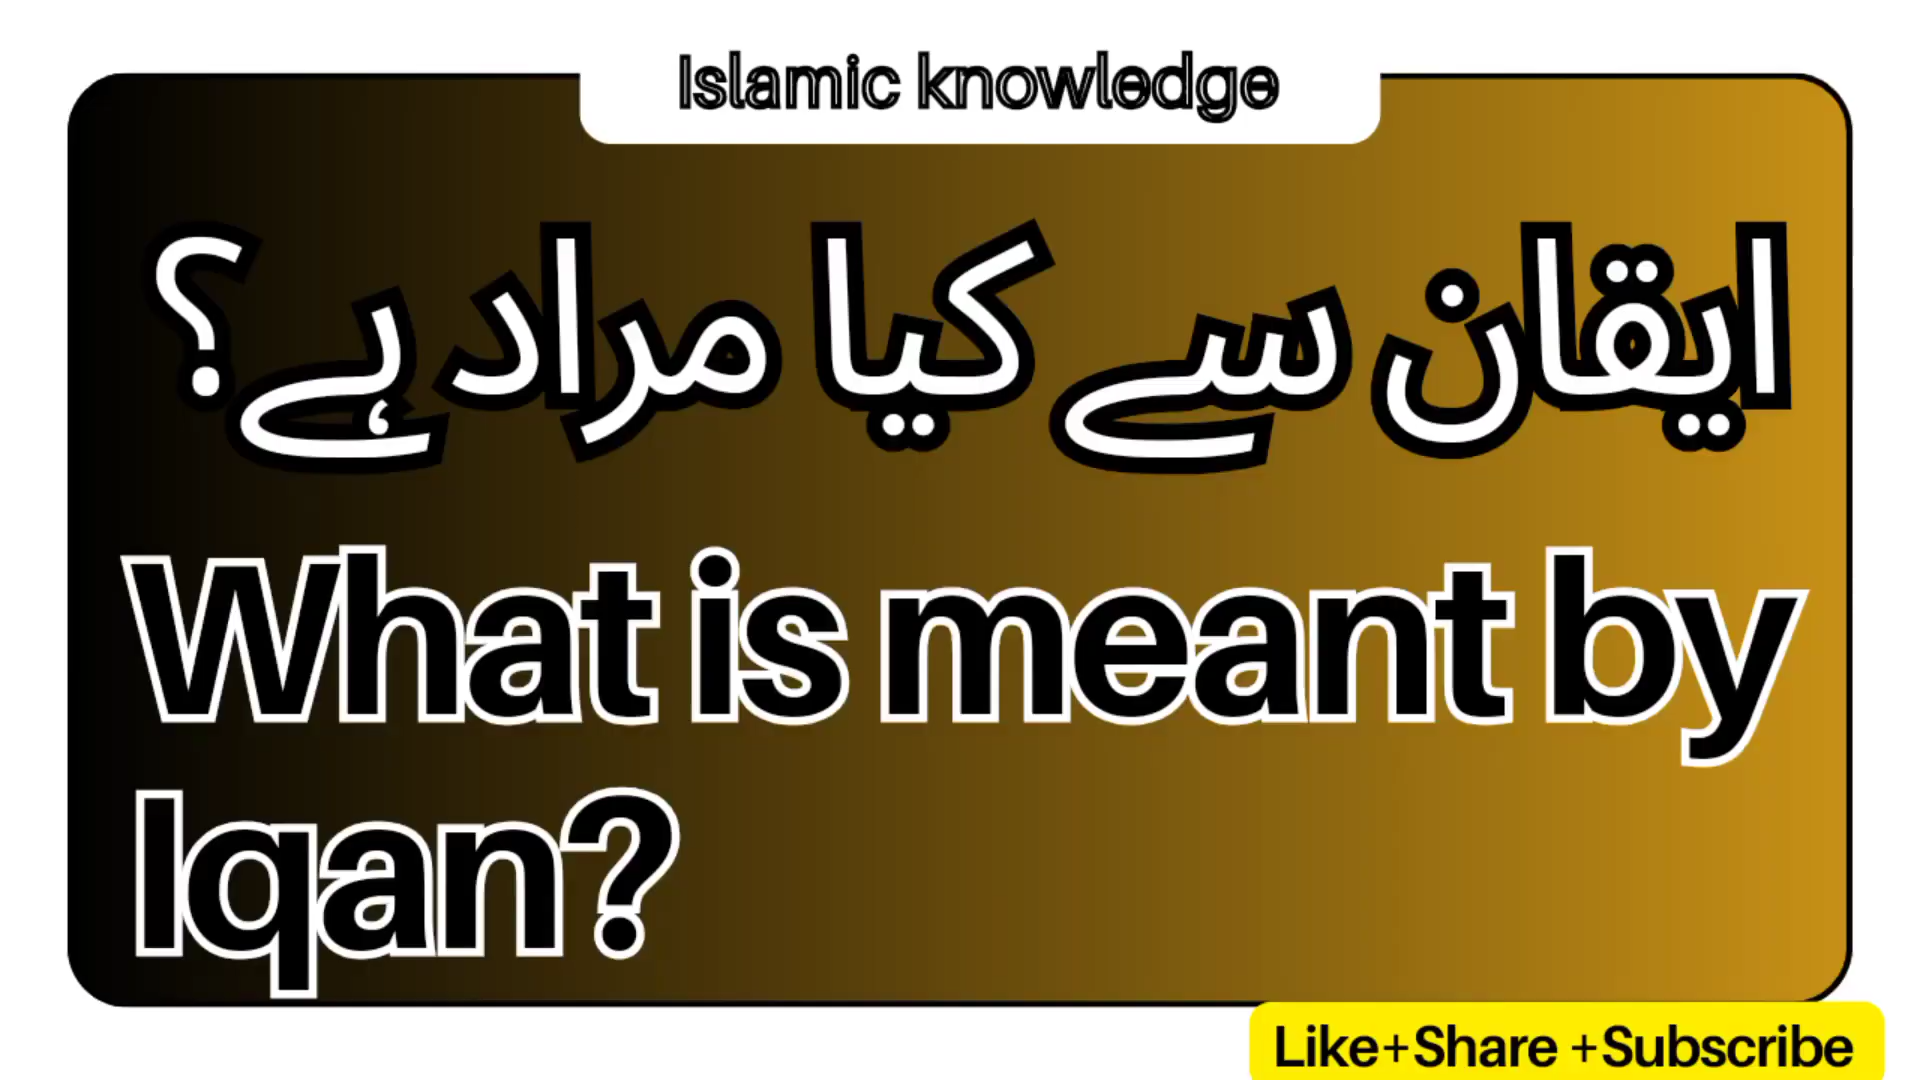 Islamic knowledge
ایقان سے کیا مراد ہے؟
What is meant by
Iqan?
Like+Share +Subscribe